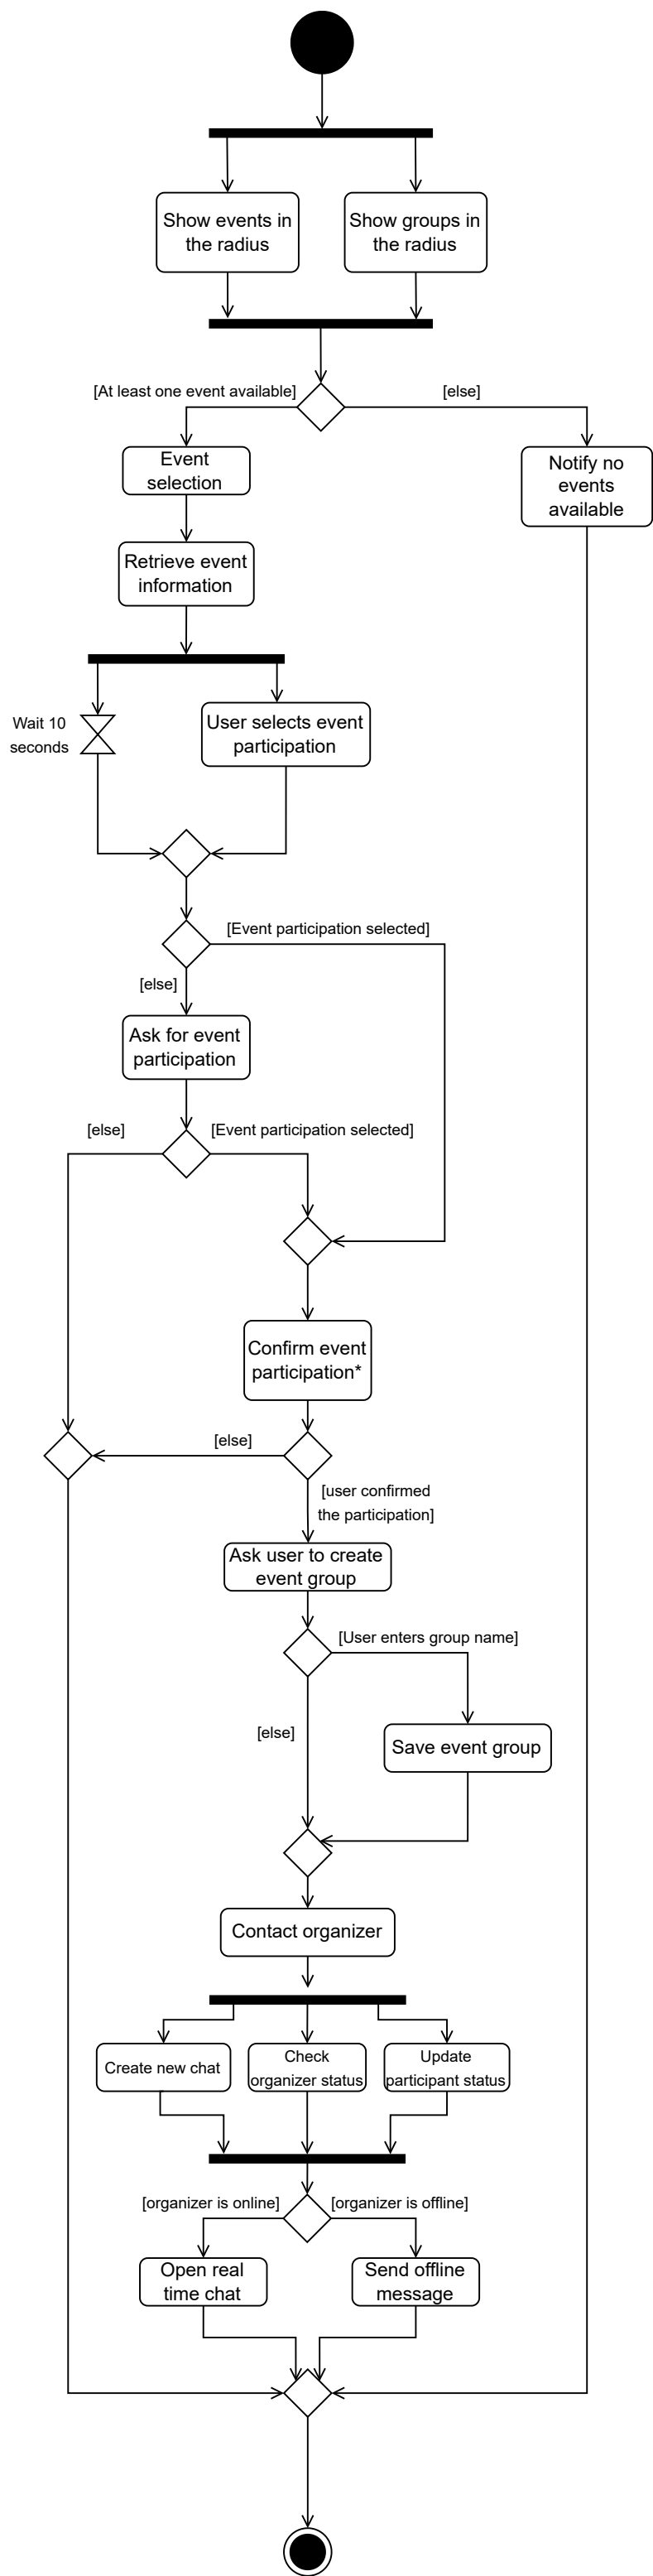 Show events in
the radius
Show groups in
the radius
[At least one event available]
[else]
Event
selection
Notify no
events
available
Retrieve event
information
Wait 10
seconds
User selects event
participation
[Event participation selected]
[else]
Ask for event
participation
[else]
[Event participation selected]
Confirm event
participation*
[else]
[user confirmed
the participation]
Ask user to create
event group
[User enters group name]
[else]
Save event group
Contact organizer
Create new chat
Check
organizer status
Update
participant status
[organizer is online]
[organizer is offline]
Open real
time chat
Send offline
message